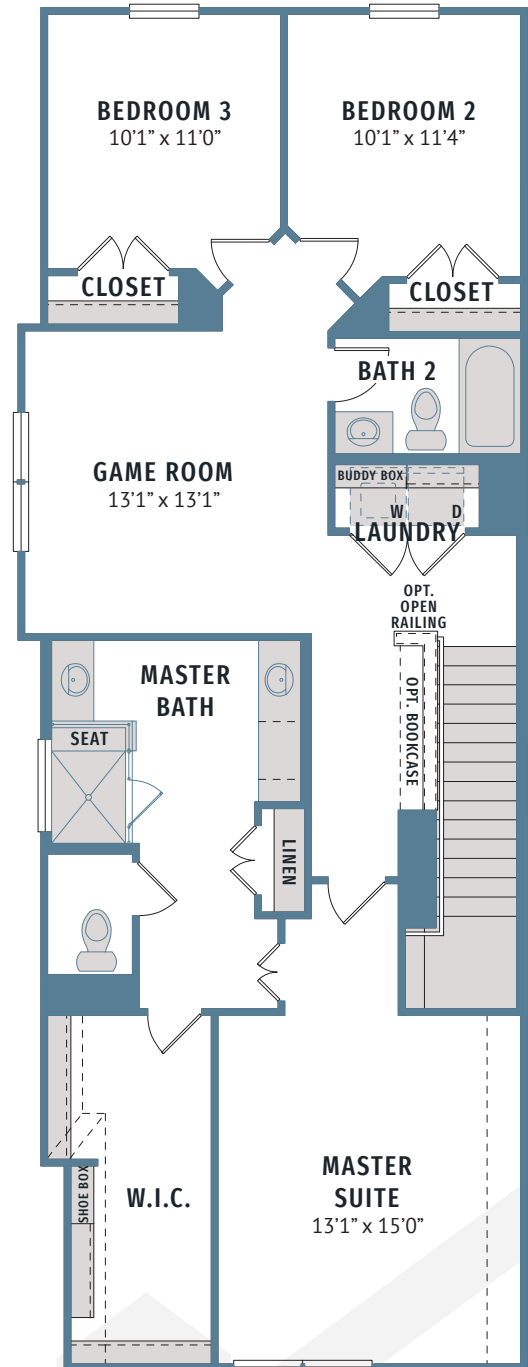 BEDROOM 3
10'1" x 11'0"
BEDROOM 2
10'1" x 11'4"
CLOSET
CLOSET
BATH 2
GAME ROOM
13'1" x 13'1"
BUDDY BOX
W D
LAUNDRY
OPT.
OPEN
RAILING
MASTER
BATH
OPT. BOOKCASE
SEAT
LINEN
SHOE BOX
W.I.C.
MASTER
SUITE
13'1" x 15'0"